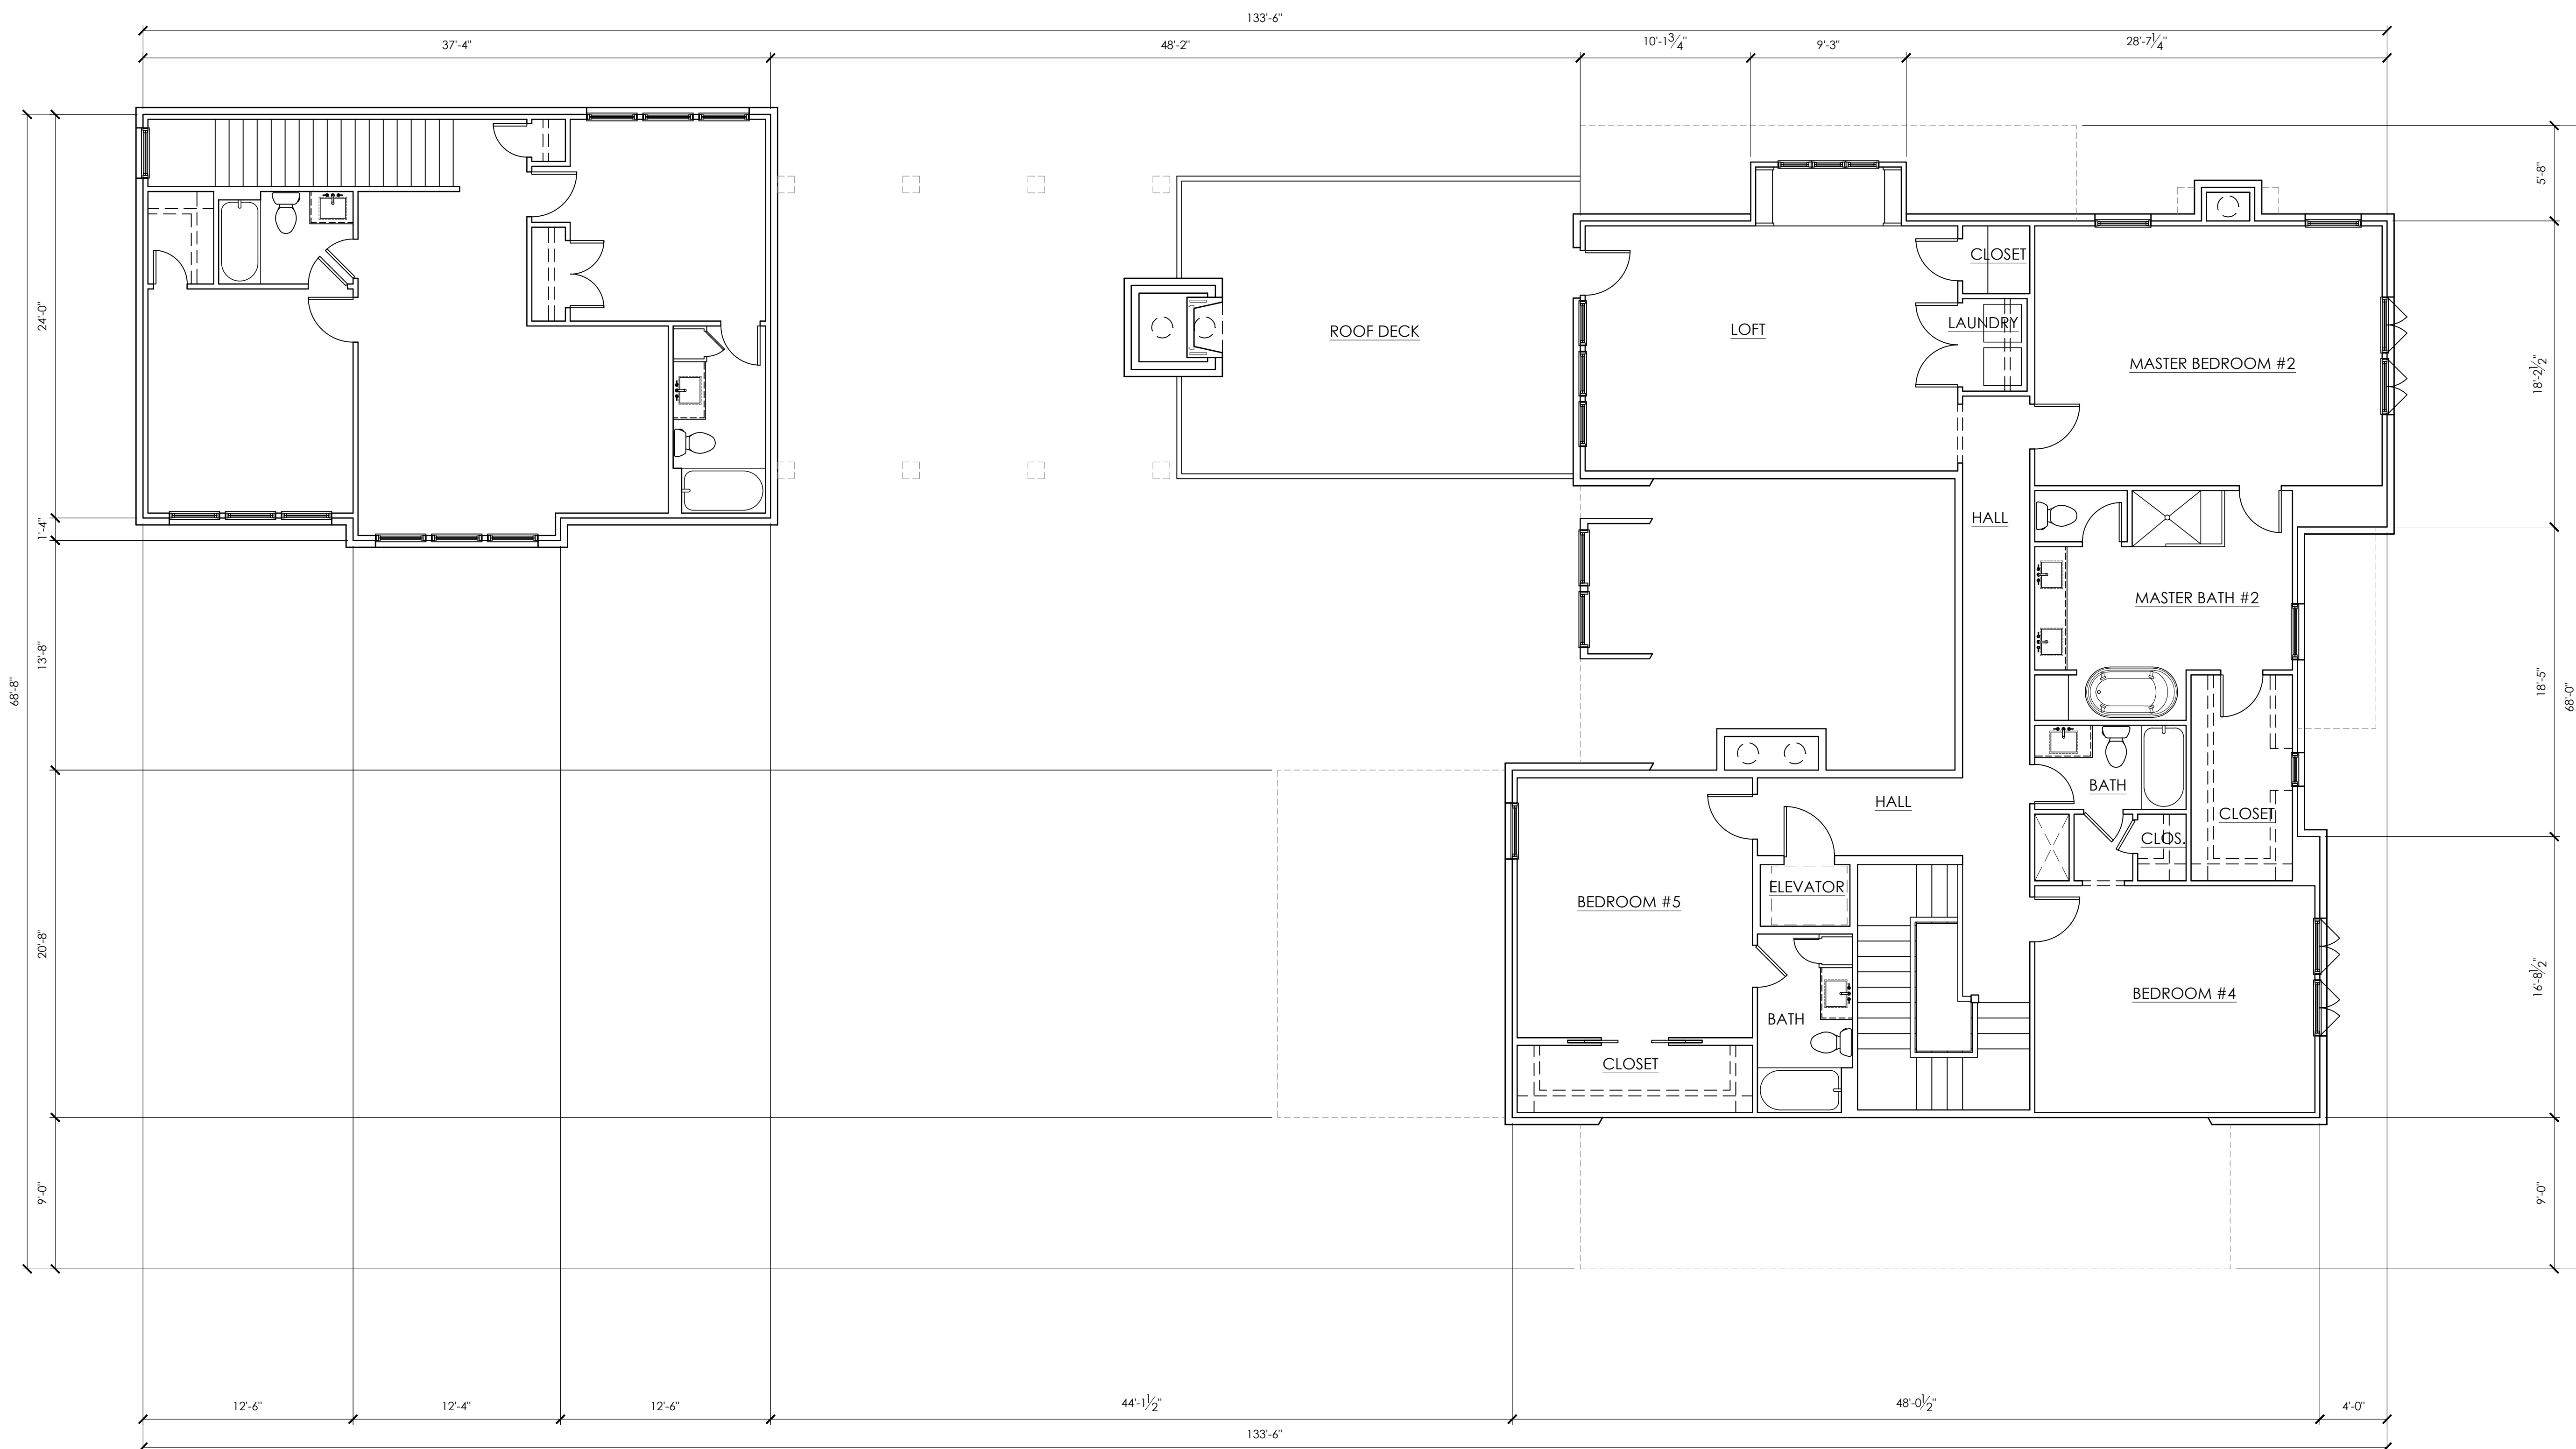 133'-6"
37'-4"
48'-2"
10'-1 3/4"
9'-3"
28'-7 1/4"
5'-8"
CLOSET
24'-0"
ROOF DECK
LOFT
LAUNDRY
MASTER BEDROOM #2
18'-2 1/2"
HALL
1'-4"
MASTER BATH #2
13'-8"
68'-8"
18'-5"
68'-0"
BATH
HALL
CLOSET
CLOS.
ELEVATOR
BEDROOM #5
20'-8"
BEDROOM #4
16'-8 1/2"
BATH
CLOSET
9'-0"
9'-0"
12'-6"
12'-4"
12'-6"
44'-1 1/2"
48'-0 1/2"
4'-0"
133'-6"